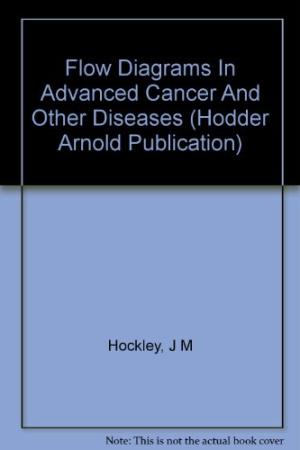 Flow Diagrams In
Advanced Cancer And
Other Diseases (Hodder
Arnold Publication)
Hockley, J M
Note: This is not the actual book cover